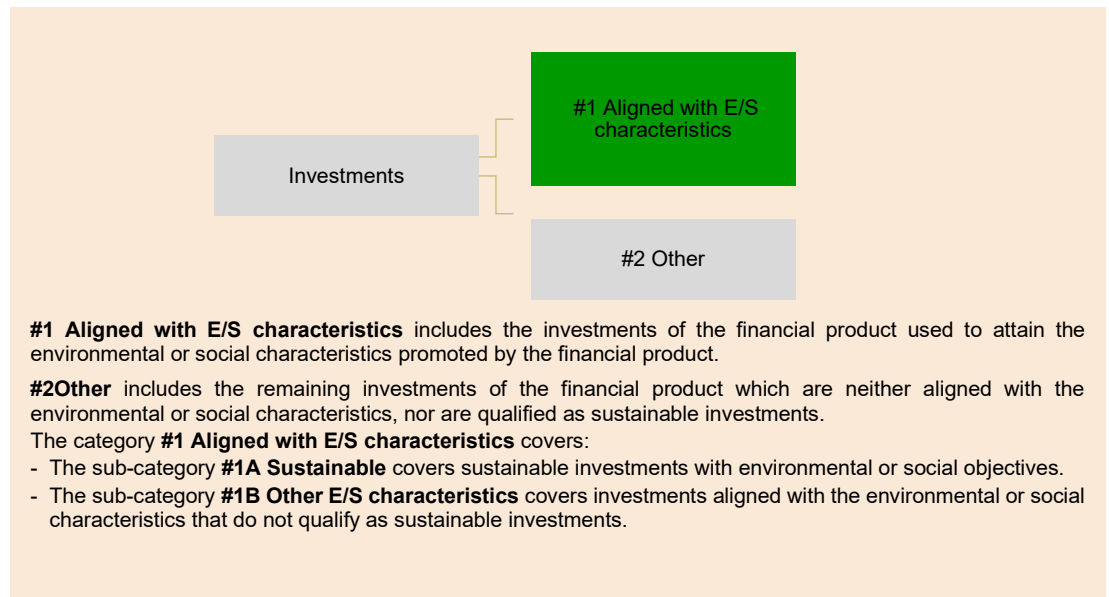 #1 Aligned with E/S
characteristics
Investments
#2 Other
#1 Aligned with E/S characteristics includes the investments of the financial product used to attain the
environmental or social characteristics promoted by the financial product.
#2Other includes the remaining investments of the financial product which are neither aligned with the
environmental or social characteristics, nor are qualified as sustainable investments.
The category #1 Aligned with E/S characteristics covers:
- The sub-category #1A Sustainable covers sustainable investments with environmental or social objectives.
- The sub-category #1B Other E/S characteristics covers investments aligned with the environmental or social
characteristics that do not qualify as sustainable investments.